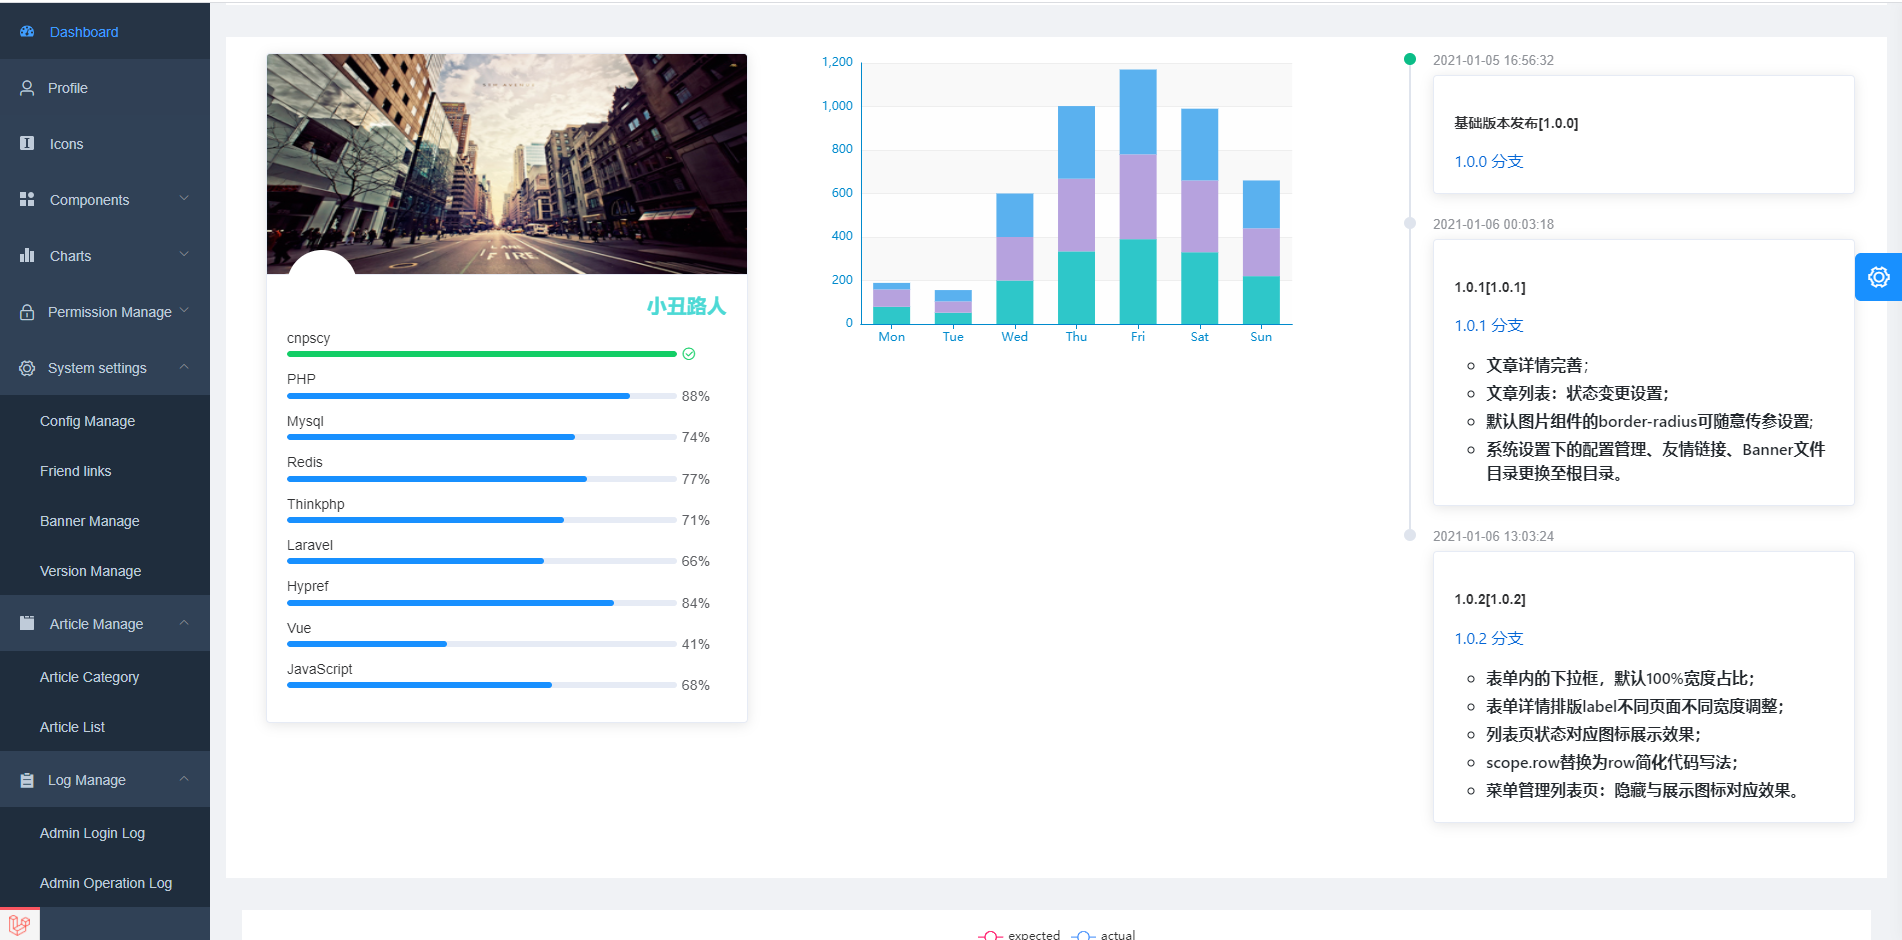 Dashboard
Profile
Icons
Components
Charts
Permission Manage
System settings
Config Manage
Friend links
Banner Manage
Version Manage
Article Manage
Article Category
Article List
Log Manage
Admin Login Log
Admin Operation Log
FIRE
小丑路人
cnpscy
PHP
88%
Mysql
74%
Redis
77%
Thinkphp
71%
Laravel
66%
Hypref
84%
Vue
41%
JavaScript
68%
1,200
1,000
800
600
400
200
0
Mon Tue Wed Thu Fri Sat Sun
2021-01-05 16:56:32
基础版本发布[1.0.0]
1.0.0 分支
2021-01-06 00:03:18
1.0.1[1.0.1]
1.0.1 分支
文章详情完善；
文章列表：状态变更设置；
默认图片组件的border-radius可随意传参设置;
系统设置下的配置管理、友情链接、Banner文件
目录更换至根目录。
2021-01-06 13:03:24
1.0.2[1.0.2]
1.0.2 分支
表单内的下拉框，默认100%宽度占比；
表单详情排版label不同页面不同宽度调整；
列表页状态对应图标展示效果；
scope.row替换为row简化代码写法；
菜单管理列表页：隐藏与展示图标对应效果。
expected actual